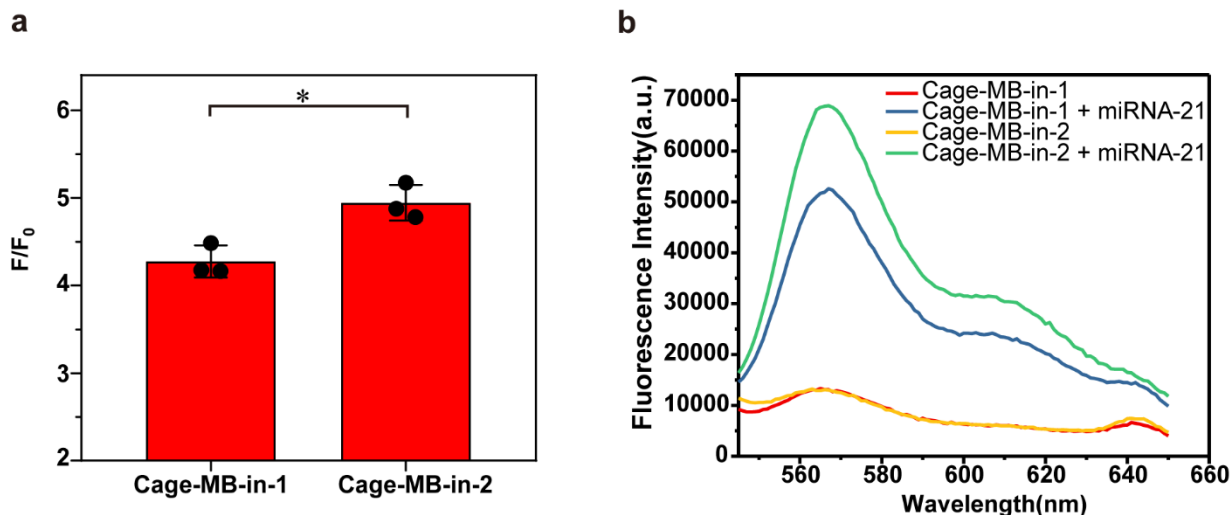 a
F/F0
6
5
4
3
2
*
Cage-MB-in-1
Cage-MB-in-2
b
Fluorescence Intensity(a.u.)
70000
60000
50000
40000
30000
20000
10000
0
Cage-MB-in-1
Cage-MB-in-1 + miRNA-21
Cage-MB-in-2
Cage-MB-in-2 + miRNA-21
560 580 600 620 640 660
Wavelength(nm)